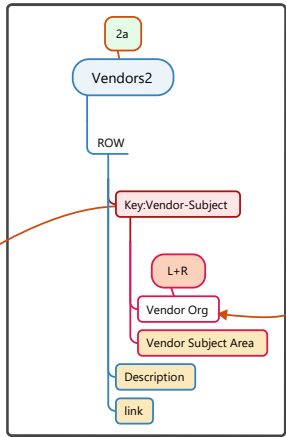 2a
Vendors2
ROW
Key:Vendor-Subject
L+R
Vendor Org
Vendor Subject Area
Description
link